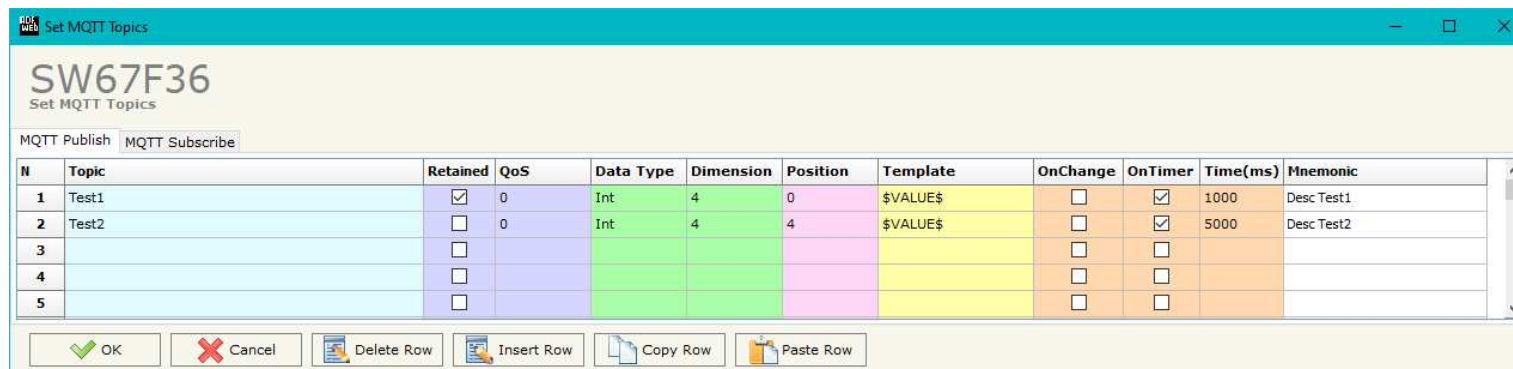 ADF WEB Set MQTT Topics
SW67F36
Set MQTT Topics
MQTT Publish MQTT Subscribe
N Topic Retained QoS Data Type Dimension Position Template OnChange OnTimer Time(ms) Mnemonic
1 Test1 0 Int 4 0 $VALUE$ 1000 Desc Test1
2 Test2 0 Int 4 4 $VALUE$ 5000 Desc Test2
3
4
5
OK Cancel Delete Row Insert Row Copy Row Paste Row